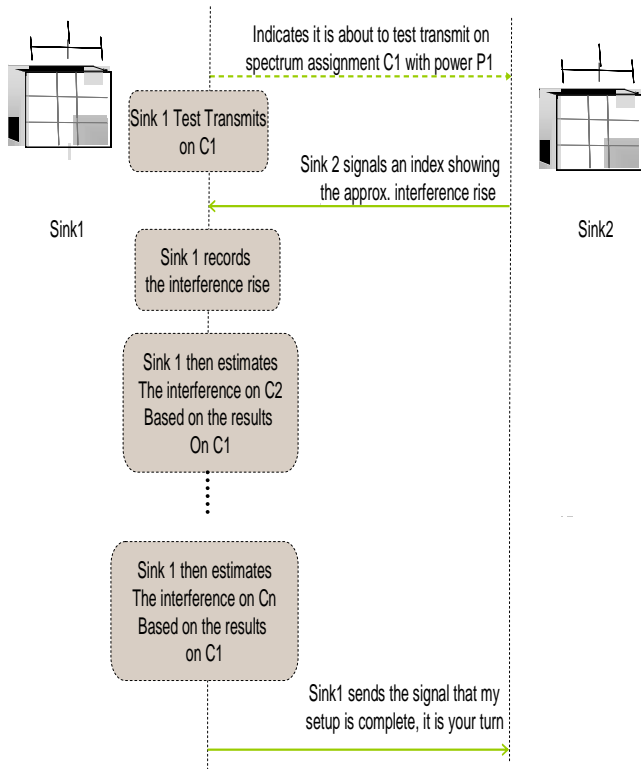 Indicates it is about to test transmit on
spectrum assignment C1 with power P1
Sink 1 Test Transmits
on C1
Sink 2 signals an index showing
the approx. interference rise
Sink1
Sink2
Sink 1 records
the interference rise
Sink 1 then estimates
The interference on C2
Based on the results
On C1
Sink 1 then estimates
The interference on Cn
Based on the results
on C1
Sink1 sends the signal that my
setup is complete, it is your turn